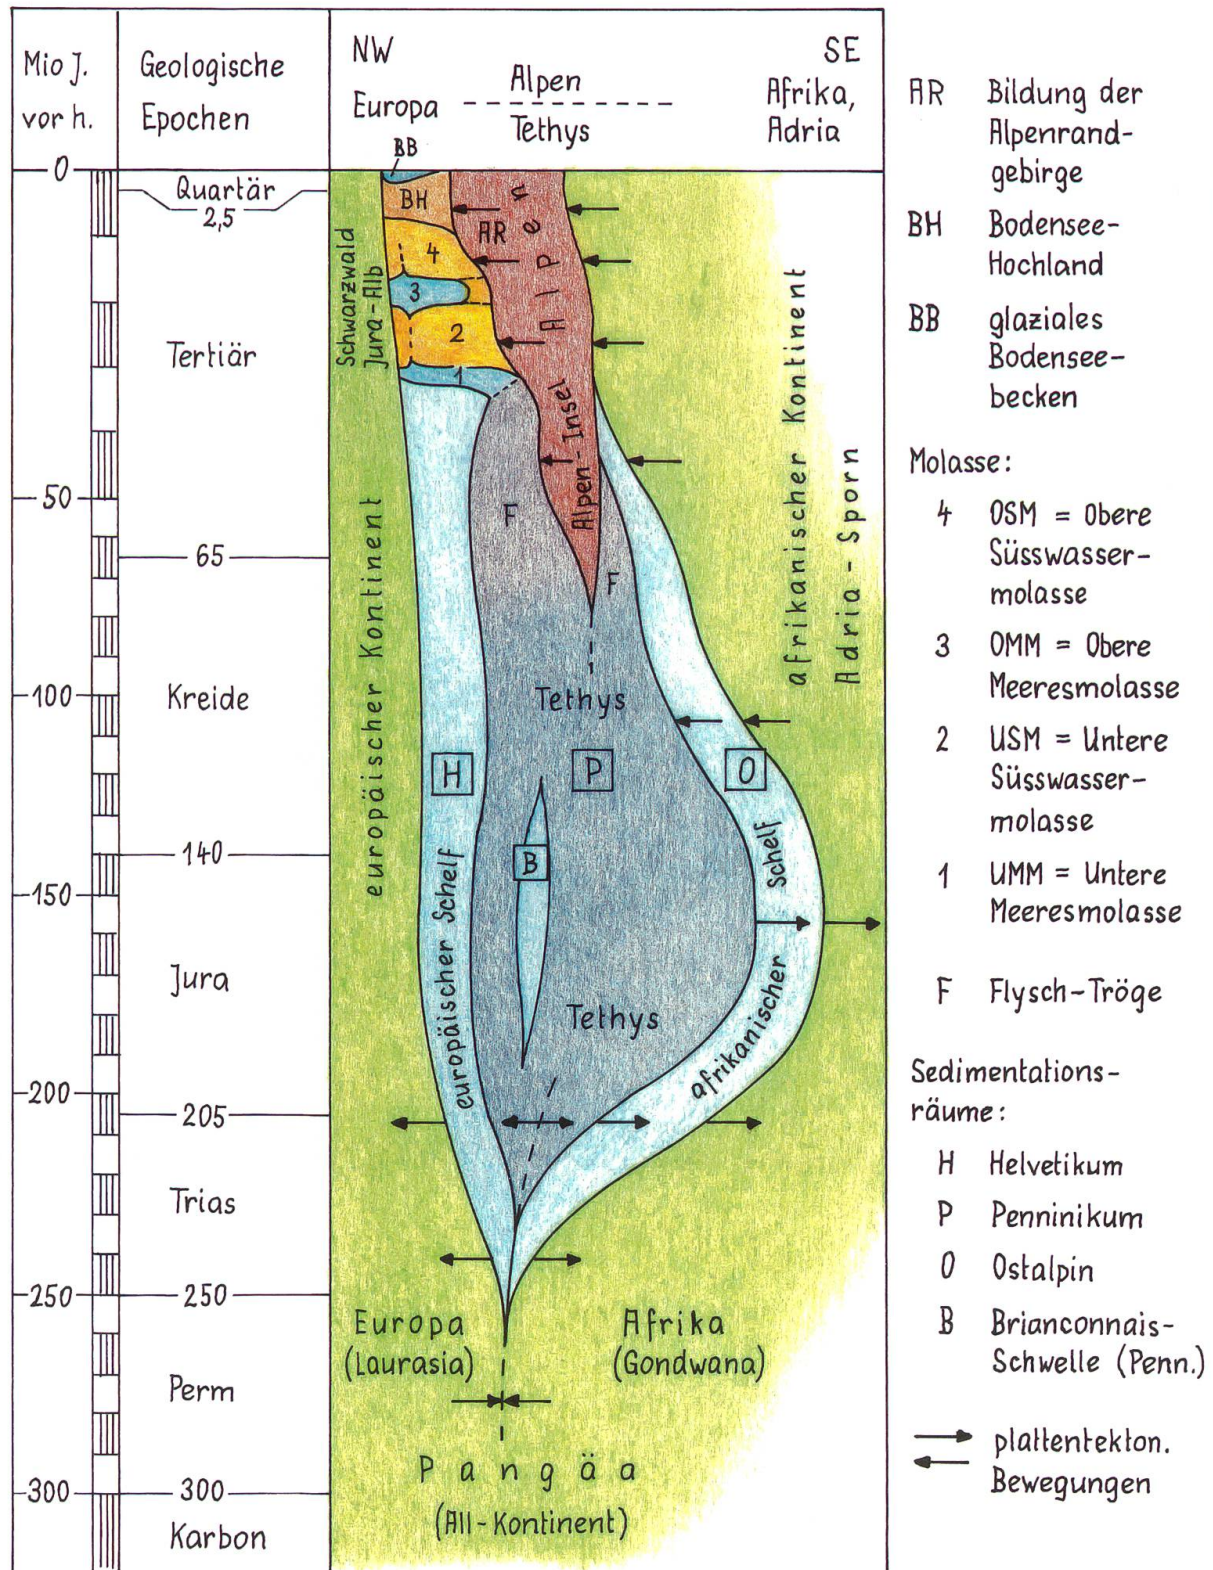 Mio J.
vor h.
Geologische
Epochen
NW
Europa
Alpen
Tethys
SE
Afrika,
Adria
0
Quartär
2,5
Tertiär
50
65
100
Kreide
140
150
Jura
200
205
Trias
250
250
Perm
300
300
Karbon
BB
BH
AR
Alpen
4
3
2
1
Schwarzwald
Jura-Alb
Alpen-Insel
F
F
europäischer Kontinent
afrikanischer Kontinent
Adria-Sporn
Tethys
H
P
O
B
europäischer Schelf
Schelf
afrikanischer
Tethys
Europa
(Laurasia)
Afrika
(Gondwana)
Pangäa
(All-Kontinent)
AR Bildung der
Alpenrand-
gebirge
BH Bodensee-
Hochland
BB glaziales
Bodensee-
becken
Molasse:
4 OSM = Obere
Süsswasser-
molasse
3 OMM = Obere
Meeresmolasse
2 USM = Untere
Süsswasser-
molasse
1 UMM = Untere
Meeresmolasse
F Flysch-Tröge
Sedimentations-
räume:
H Helvetikum
P Penninikum
O Ostalpin
B Brianconnais-
Schwelle (Penn.)
plattentekton.
Bewegungen